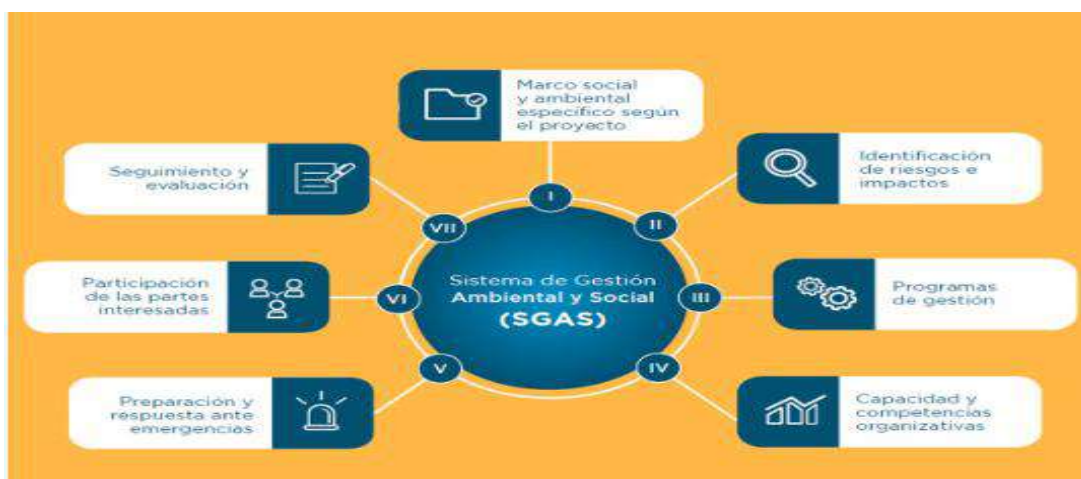 Marco social
y ambiental
específico según
el proyecto
I
Identificación
de riesgos e
impactos
II
Programas
de gestión
III
Capacidad y
competencias
organizativas
IV
Preparación y
respuesta ante
emergencias
V
Participación
de las partes
interesadas
VI
Seguimiento y
evaluación
VII
Sistema de Gestión
Ambiental y Social
(SGAS)